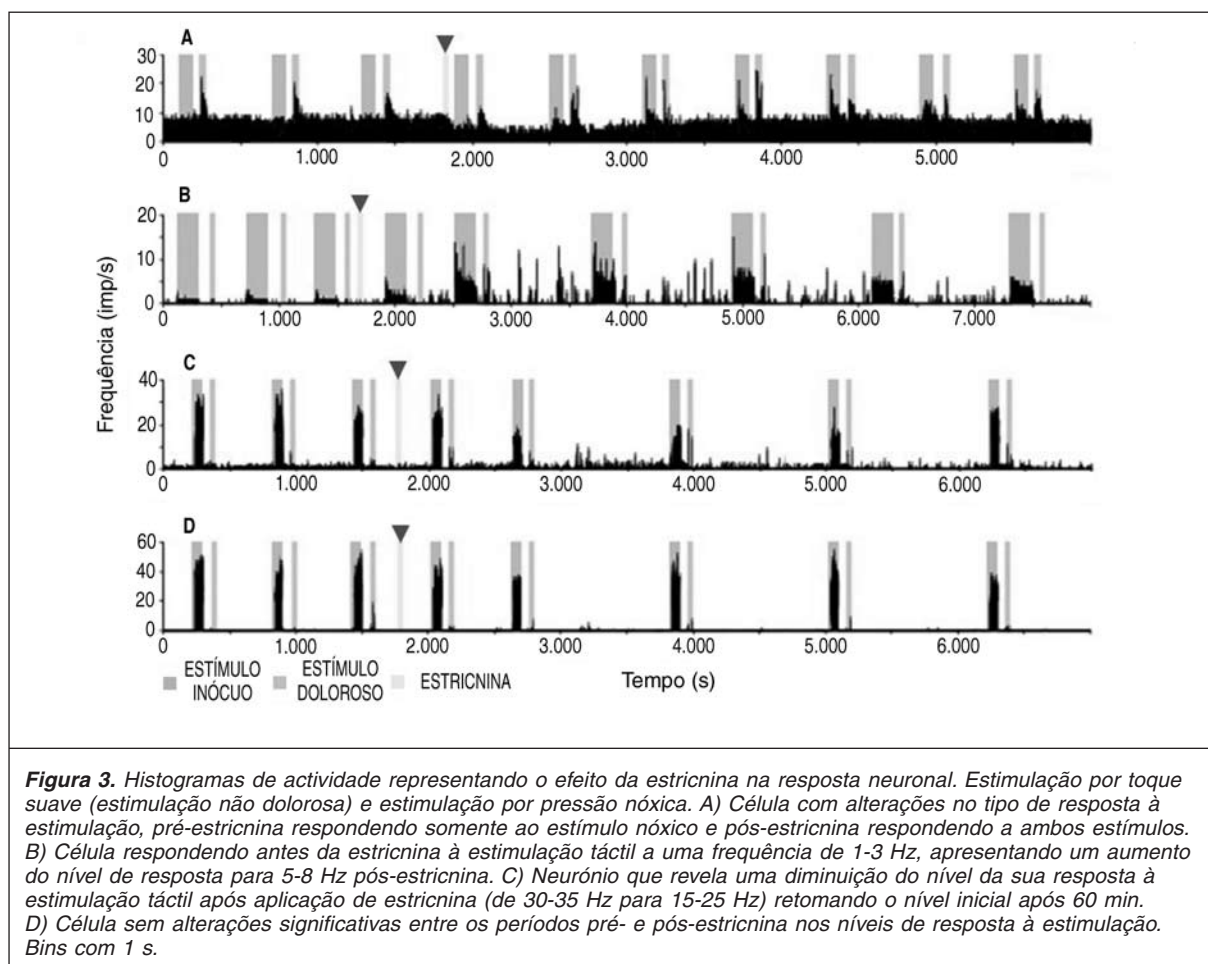 A
30
20
10
0
0 1.000 2.000 3.000 4.000 5.000
B
20
15
10
5
0
0 1.000 2.000 3.000 4.000 5.000 6.000 7.000
Frequência (imp/s)
C
40
20
0
0 1.000 2.000 3.000 4.000 5.000 6.000
D
60
40
20
0
0 1.000 2.000 3.000 4.000 5.000 6.000
ESTÍMULO INÓCUO
ESTÍMULO DOLOROSO
ESTRICNINA
Tempo (s)
Figura 3. Histogramas de actividade representando o efeito da estricnina na resposta neuronal. Estimulação por toque
suave (estimulação não dolorosa) e estimulação por pressão nóxica. A) Célula com alterações no tipo de resposta à
estimulação, pré-estricnina respondendo somente ao estímulo nóxico e pós-estricnina respondendo a ambos estímulos.
B) Célula respondendo antes da estricnina à estimulação táctil a uma frequência de 1-3 Hz, apresentando um aumento
do nível de resposta para 5-8 Hz pós-estricnina. C) Neurónio que revela uma diminuição do nível da sua resposta à
estimulação táctil após aplicação de estricnina (de 30-35 Hz para 15-25 Hz) retomando o nível inicial após 60 min.
D) Célula sem alterações significativas entre os períodos pré- e pós-estricnina nos níveis de resposta à estimulação.
Bins com 1 s.